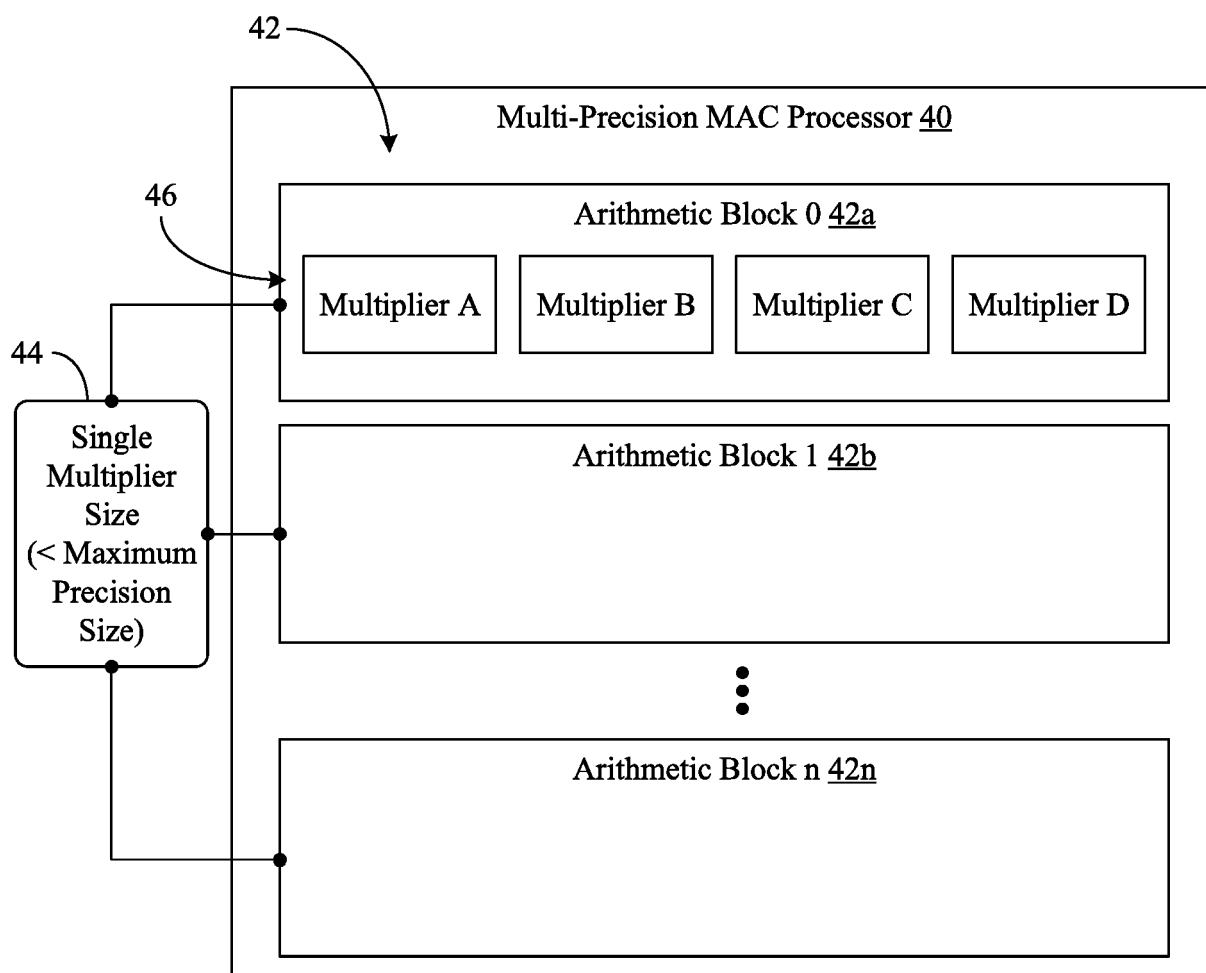 42
Multi-Precision MAC Processor 40
46
Arithmetic Block 0 42a
Multiplier A
Multiplier B
Multiplier C
Multiplier D
44
Single
Multiplier
Size
(< Maximum
Precision
Size)
Arithmetic Block 1 42b
Arithmetic Block n 42n